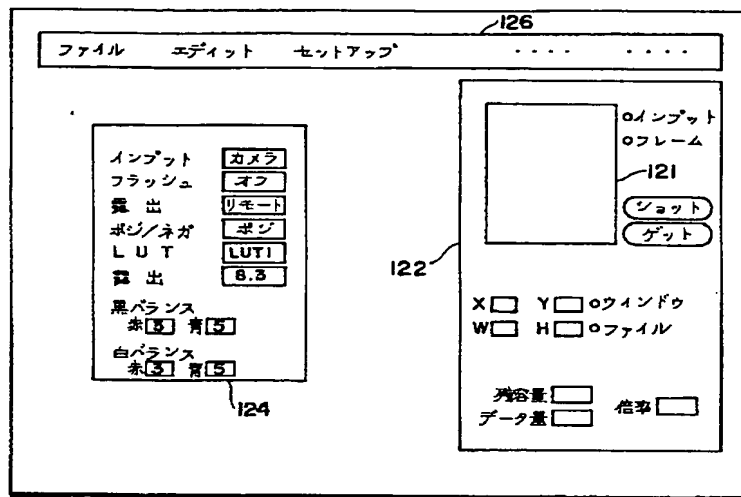 126
ファイル エディット セットアップ ‥‥ ‥‥
インプット カメラ
フラッシュ オフ
露出 リモート
ポジ/ネガ ポジ
LUT LUT1
露出 8.3
黒バランス
赤 3 青 5
白バランス
赤 3 青 5
124
インプット
フレーム
121
ショット
ゲット
122
X Y ウィンドウ
W H ファイル
残容量
データ量
倍率